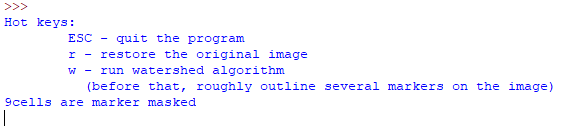 >>>
Hot keys:
ESC - quit the program
r - restore the original image
w - run watershed algorithm
(before that, roughly outline several markers on the image)
9cells are marker masked